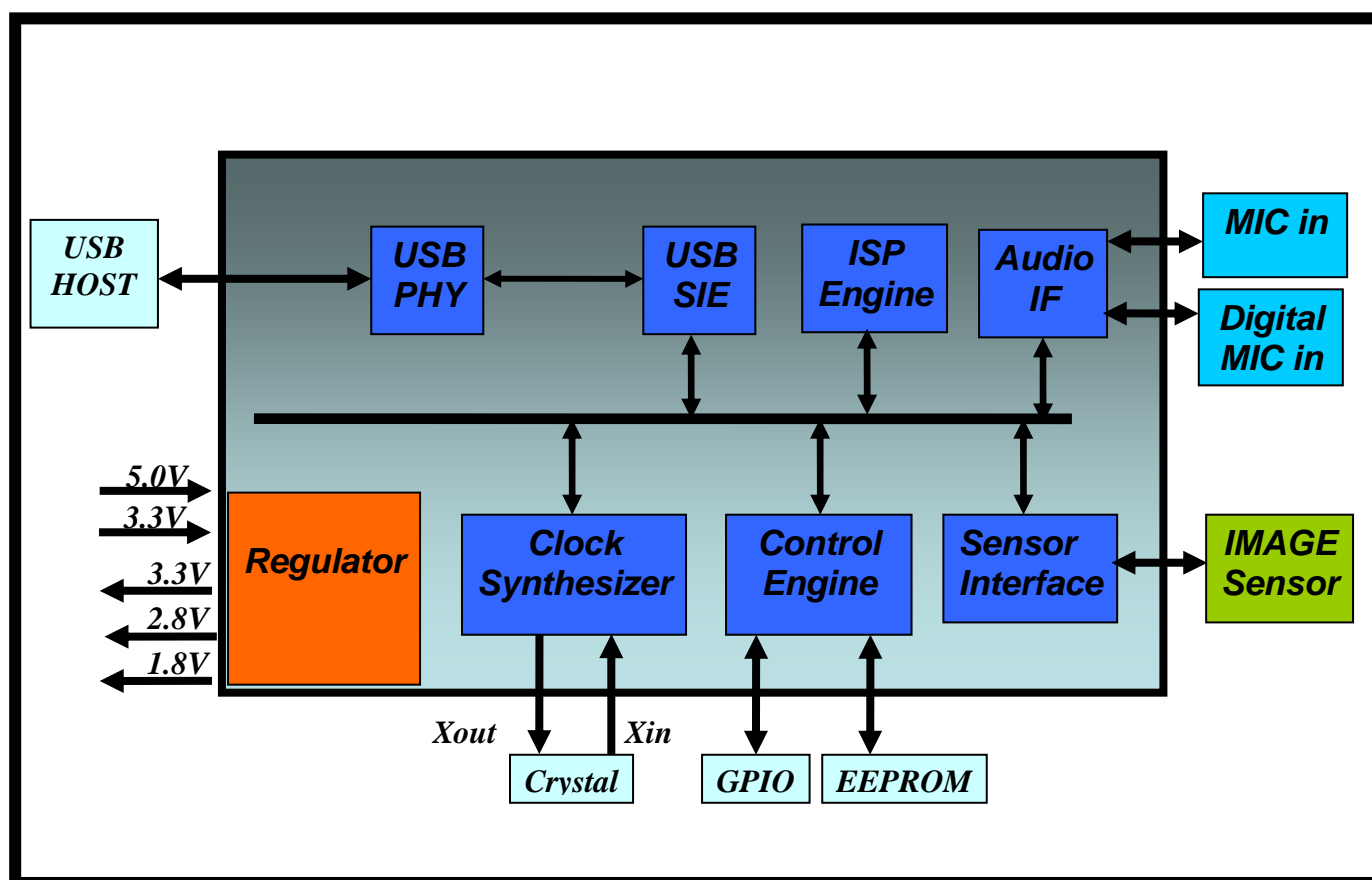 USB
HOST
USB
PHY
USB
SIE
ISP
Engine
Audio
IF
MIC in
Digital
MIC in
5.0V
3.3V
3.3V
2.8V
1.8V
Regulator
Clock
Synthesizer
Control
Engine
Sensor
Interface
IMAGE
Sensor
Xout
Xin
Crystal
GPIO
EEPROM